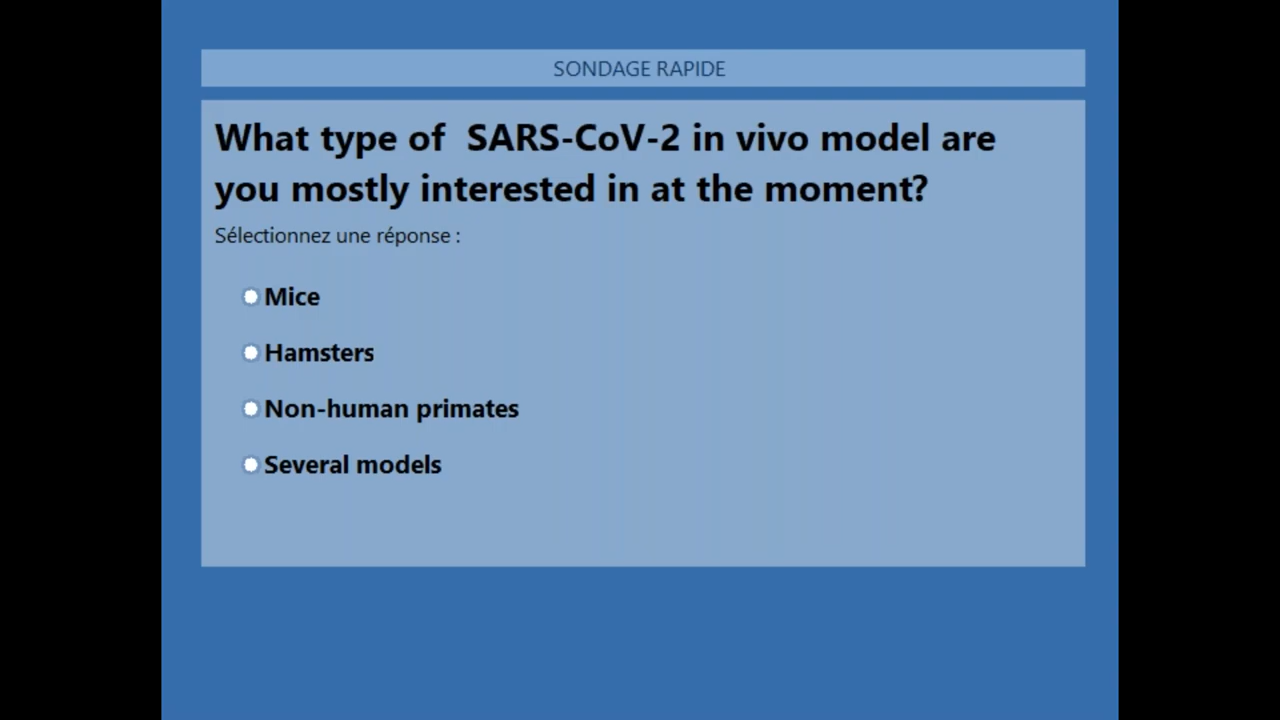 SONDAGE RAPIDE
What type of  SARS-CoV-2 in vivo model are
you mostly interested in at the moment?
Sélectionnez une réponse :
Mice
Hamsters
Non-human primates
Several models